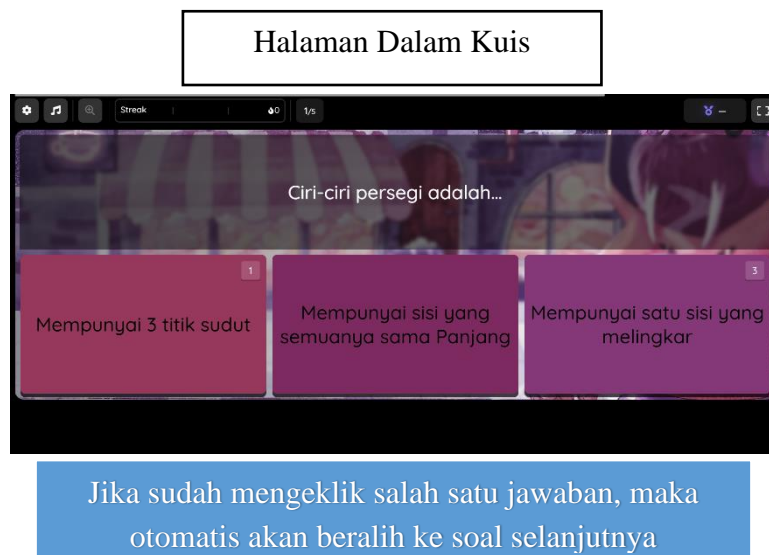 Halaman Dalam Kuis
Streak 0 1/5
Ciri-ciri persegi adalah...
1
3
Mempunyai 3 titik sudut
Mempunyai sisi yang
semuanya sama Panjang
Mempunyai satu sisi yang
melingkar
Jika sudah mengeklik salah satu jawaban, maka
otomatis akan beralih ke soal selanjutnya